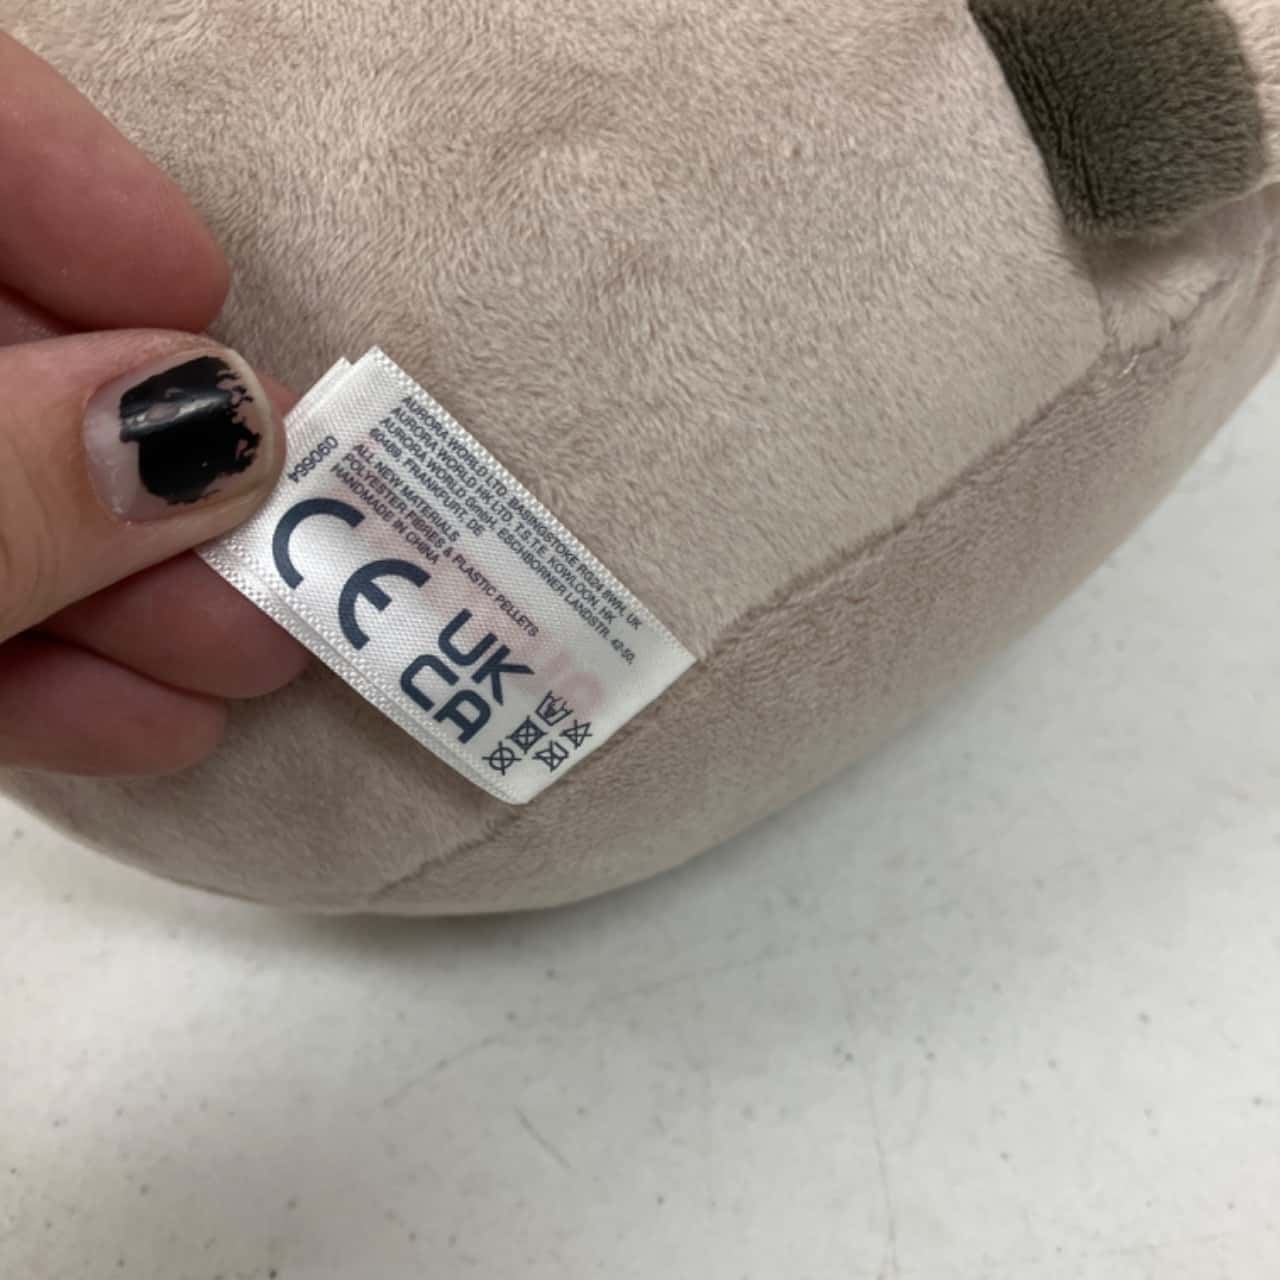 AURORA WORLD LTD. BASINGSTOKE RG24 8WH, UK
AURORA WORLD HK LTD. T.S.T.E. KOWLOON, HK
AURORA WORLD GmbH. ESCHBORNER LANDSTR. 42-50,
60489, FRANKFURT, DE
ALL NEW MATERIALS
POLYESTER FIBRES & PLASTIC PELLETS
HANDMADE IN CHINA
CE
UK
CA